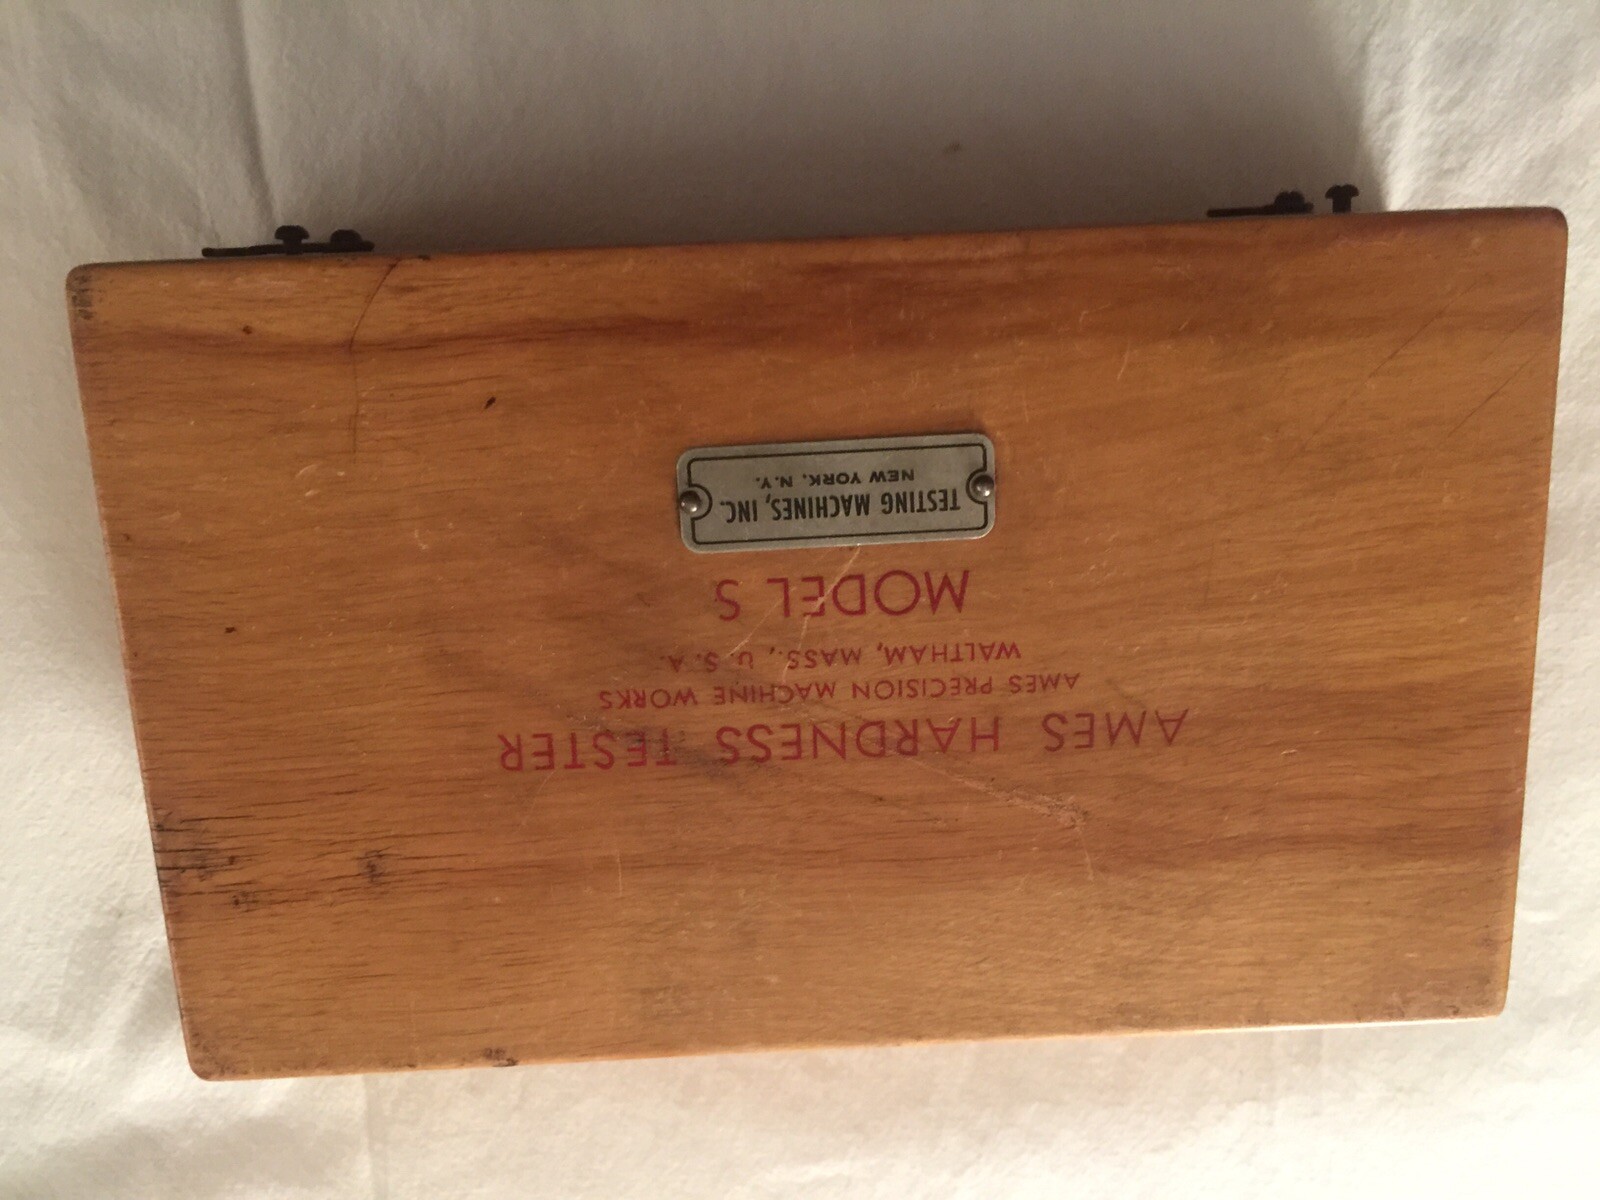 AMES HARDNESS TESTER
AMES PRECISION MACHINE WORKS
WALTHAM, MASS., U. S. A.
MODEL S
TESTING MACHINES, INC.
NEW YORK, N.Y.